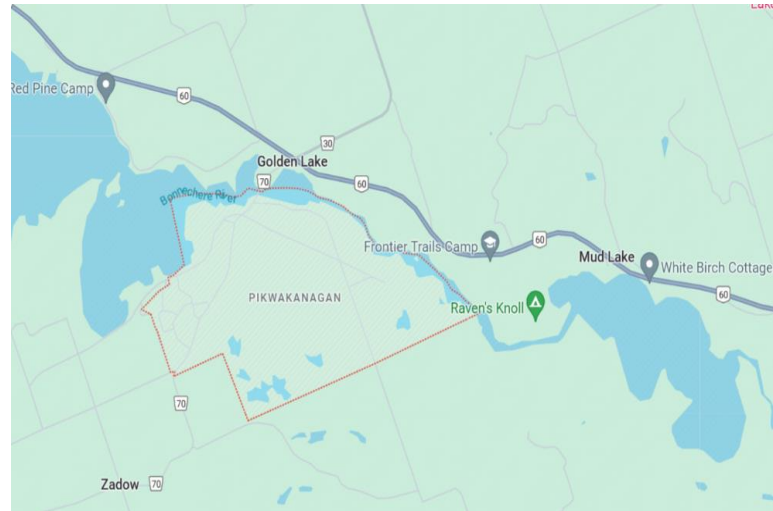 Lake
Red Pine Camp
60
30
Golden Lake
70
Bonnechere River
60
Frontier Trails Camp
60
Mud Lake
White Birch Cottage
60
PIKWAKANAGAN
Raven's Knoll
70
Zadow
70